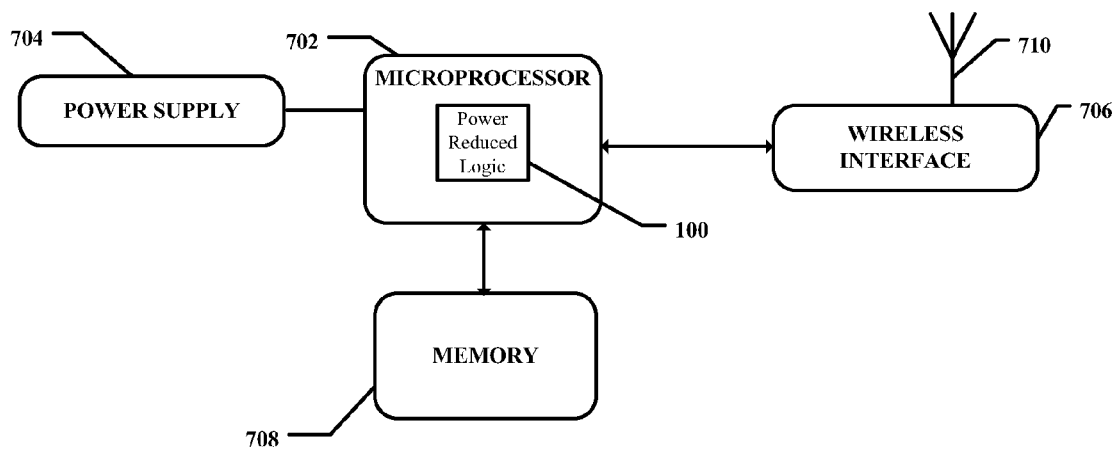 704
702
710
MICROPROCESSOR
POWER SUPPLY
706
Power
Reduced
Logic
WIRELESS
INTERFACE
100
MEMORY
708